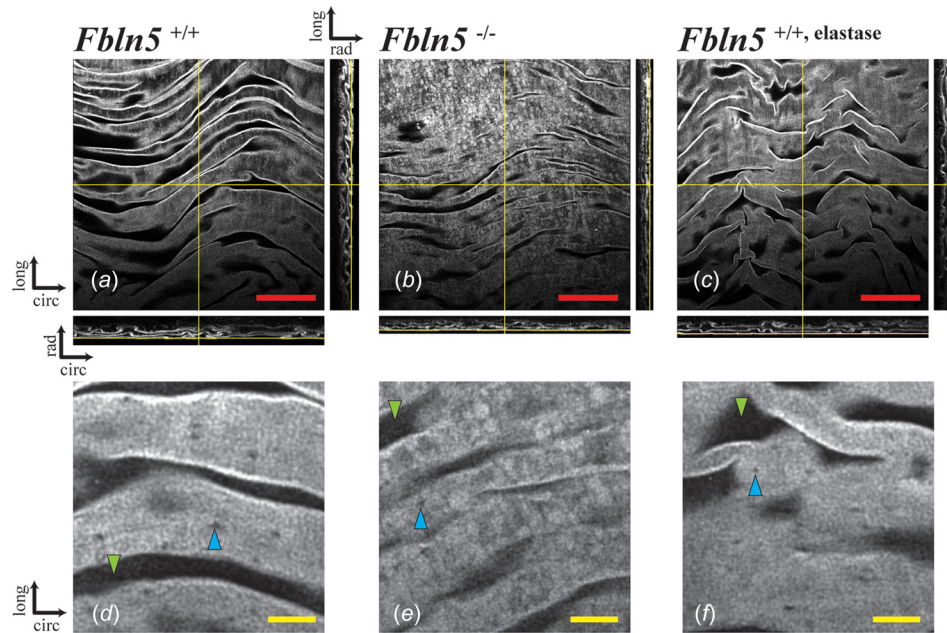 Fbln5 +/+
long
rad
Fbln5 -/-
Fbln5 +/+, elastase
long
circ
(a)
(b)
(c)
rad
circ
long
circ
(d)
(e)
(f)